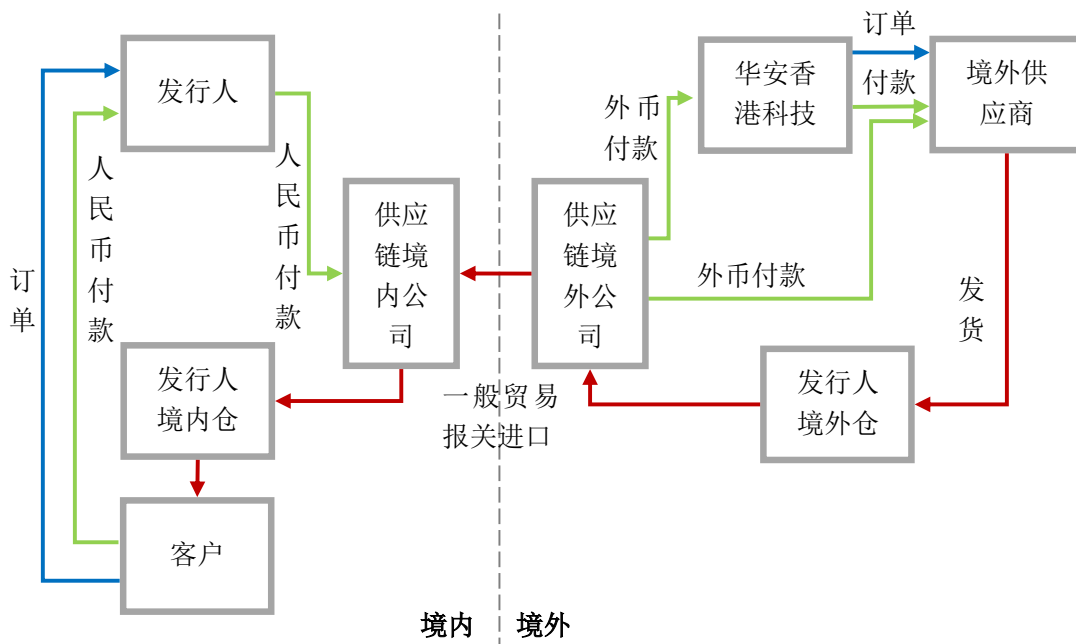 订单
发行人
华安香
港科技
付款
境外供
应商
外币
付款
人
民
币
付
款
人
民
币
付
款
供应
链境
内公
司
供应
链境
外公
司
外币付款
订
单
发
货
发行人
境内仓
一般贸易
报关进口
发行人
境外仓
客户
境内
境外